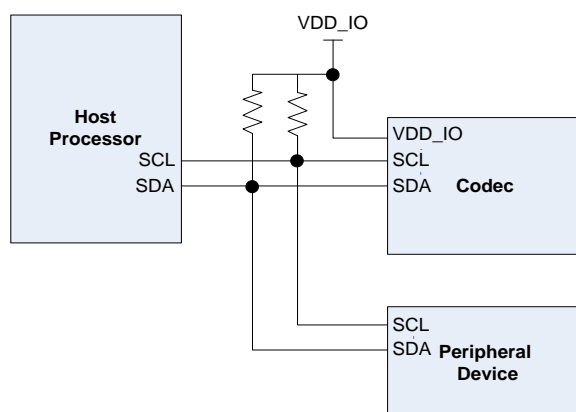 VDD_IO
Host
Processor
SCL
SDA
VDD_IO
SCL
SDA
Codec
SCL
SDA
Peripheral
Device